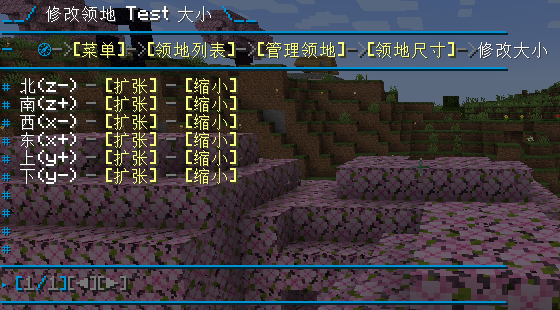 修改领地 Test 大小
->[菜单]->[领地列表]->[管理领地]->[领地尺寸]->修改大小
# 北(z-) - [扩张] - [缩小]
# 南(z+) - [扩张] - [缩小]
# 西(x-) - [扩张] - [缩小]
# 东(x+) - [扩张] - [缩小]
# 上(y+) - [扩张] - [缩小]
# 下(y-) - [扩张] - [缩小]
#
#
#
#
[1/1][◀][▶]